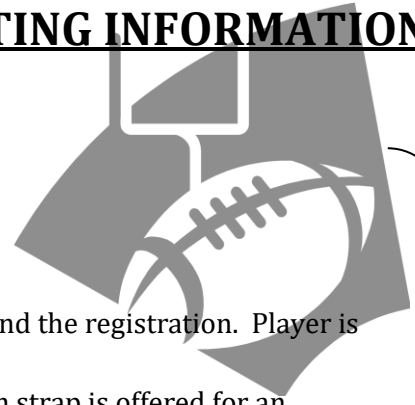 TING INFORMATION
nd the registration.  Player is
strap is offered for an